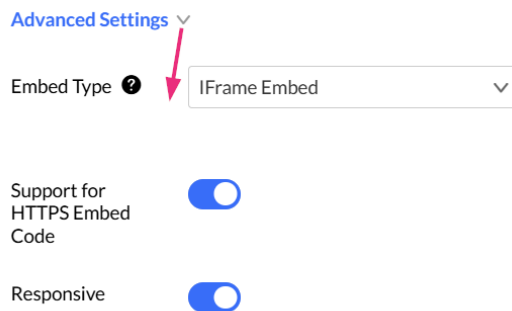 Advanced Settings
Embed Type ? IFrame Embed
Support for
HTTPS Embed
Code
Responsive